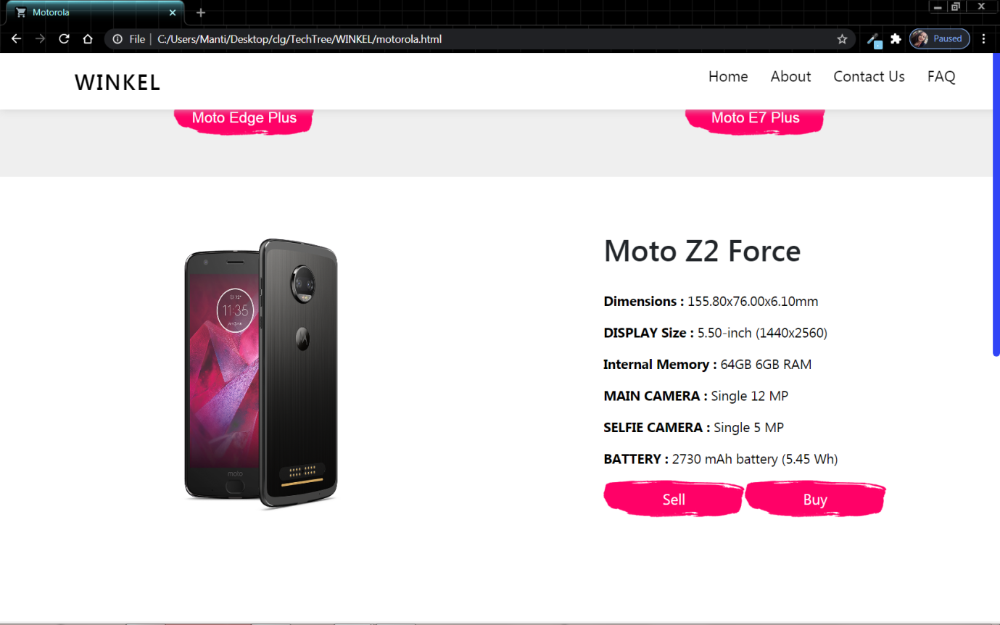 Motorola
File | C:/Users/Manti/Desktop/clg/TechTree/WINKEL/motorola.html
Paused
WINKEL
Home About Contact Us FAQ
Moto Edge Plus
Moto E7 Plus
Moto Z2 Force
Dimensions : 155.80x76.00x6.10mm
DISPLAY Size : 5.50-inch (1440x2560)
Internal Memory : 64GB 6GB RAM
MAIN CAMERA : Single 12 MP
SELFIE CAMERA : Single 5 MP
BATTERY : 2730 mAh battery (5.45 Wh)
Sell
Buy
72°
11:35
moto